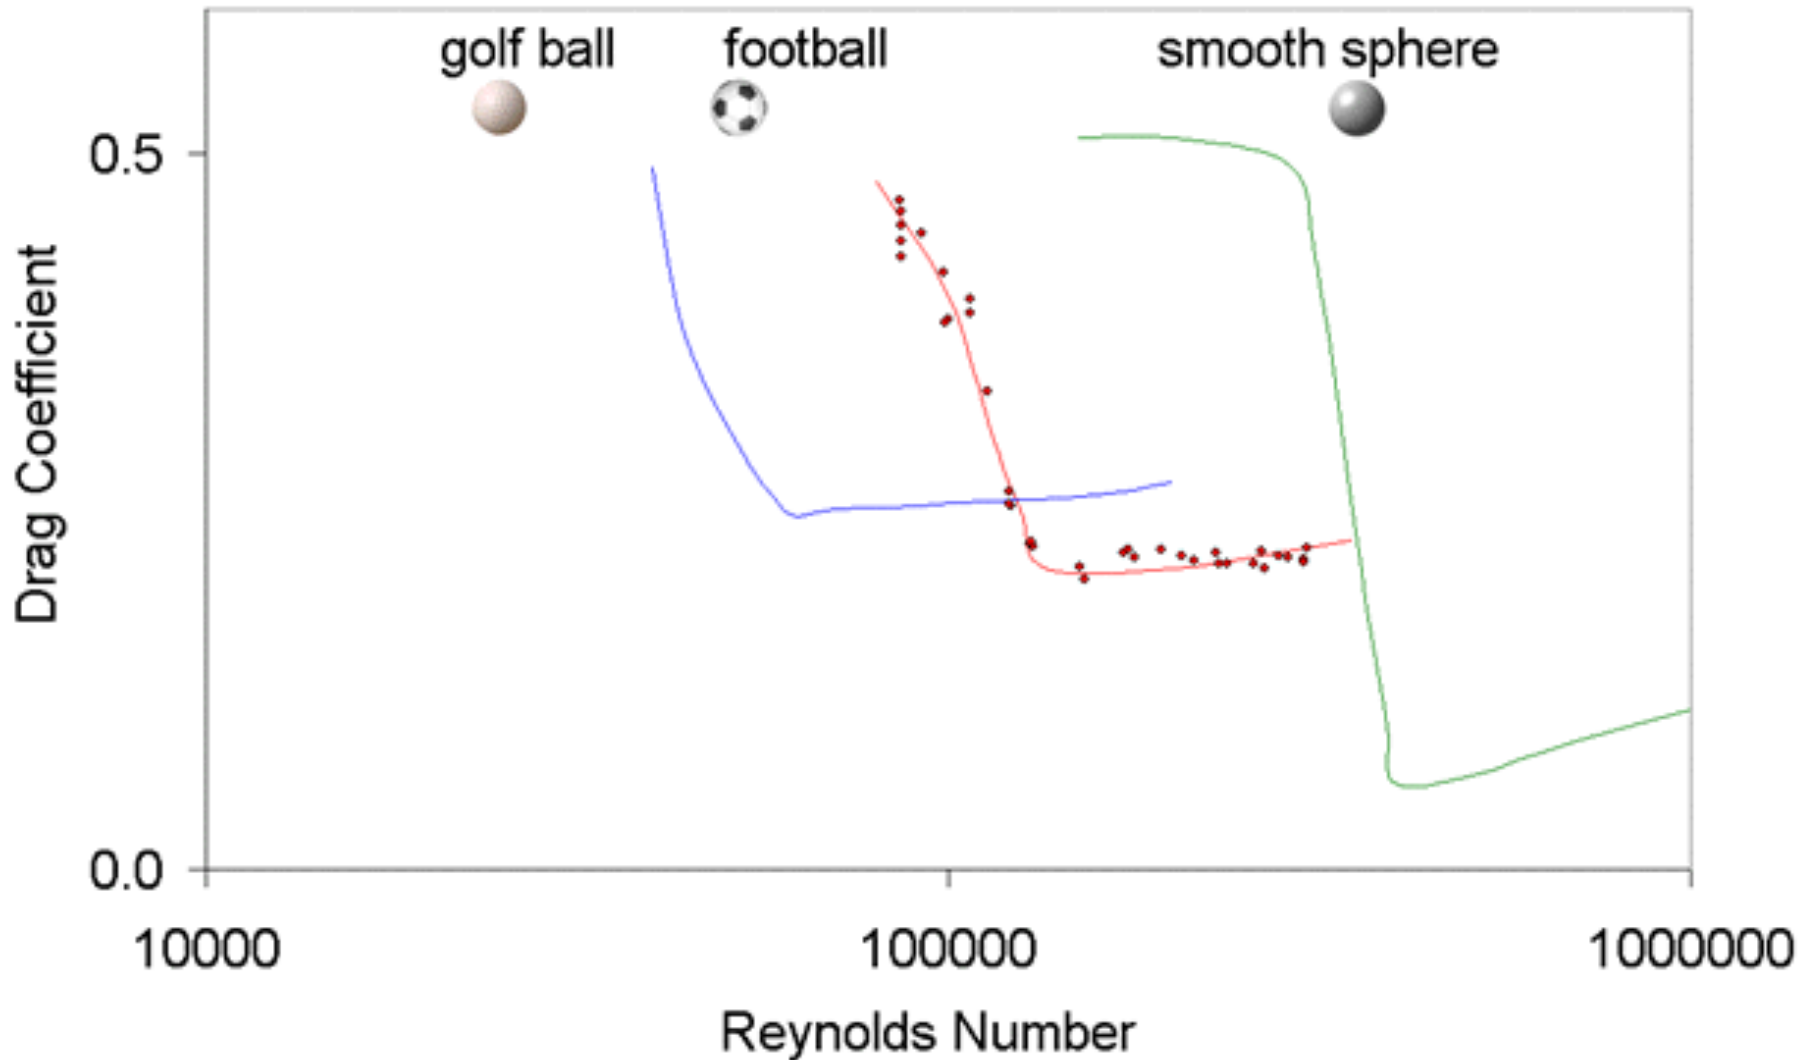 golf ball football smooth sphere
0.5
Drag Coefficient
0.0
10000 100000 1000000
Reynolds Number